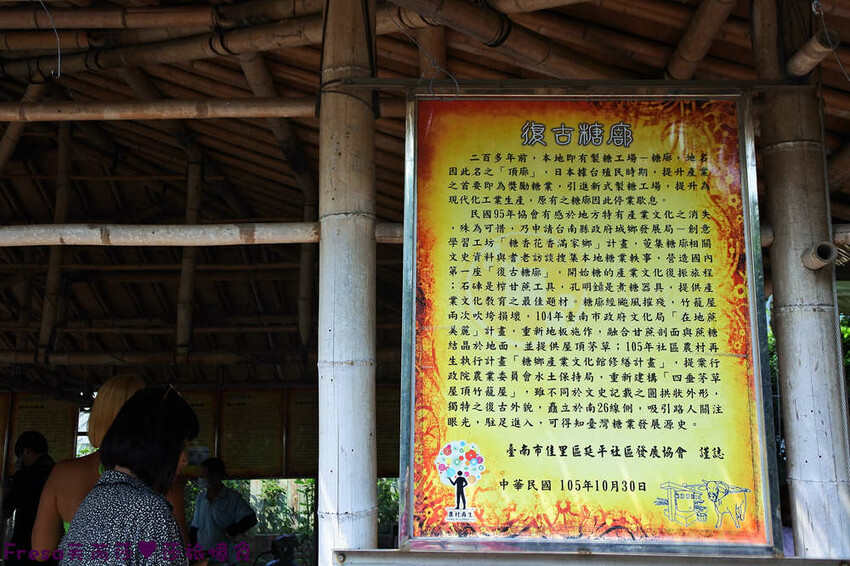 復古糖廍
二百多年前，本地即有製糖工場－糖廍，地名
因此名之「頂廍」，日本據台殖民時期，提升產業
之首要即為獎勵糖業，引進新式製糖工場，提升為
現代化工業生產，原有之糖廍因此停業歇息。
民國95年協會有感於地方特有產業文化之消失
，殊為可惜，乃申請台南縣政府城鄉發展局－創意
學習工坊「糖香花香滿家鄉」計畫，蒐集糖廍相關
文史資料與耆老訪談搜集本地糖業軼事，營造國內
第一座「復古糖廍」，開始糖的產業文化復振旅程
；石硨是榨甘蔗工具，孔明鼎是煮糖器具，提供產
業文化教育之最佳題材。糖廍經颱風摧殘，竹籠屋
兩次吹垮損壞，104年臺南市政府文化局「在地蔗
美麗」計畫，重新地板施作，融合甘蔗剖面與蔗糖
結晶於地面，並提供屋頂茅草；105年社區農村再
生執行計畫「糖鄉產業文化館修繕計畫」，提案行
政院農業委員會水土保持局，重新建構「四垂茅草
屋頂竹籠屋」，雖不同於文史記載之圓拱狀外形，
獨特之復古外貌，矗立於南26線側，吸引路人關注
眼光，駐足進入，可得知臺灣糖業發展源史。
臺南市佳里區延平社區發展協會 謹誌
中華民國 105年10月30日
農村再生